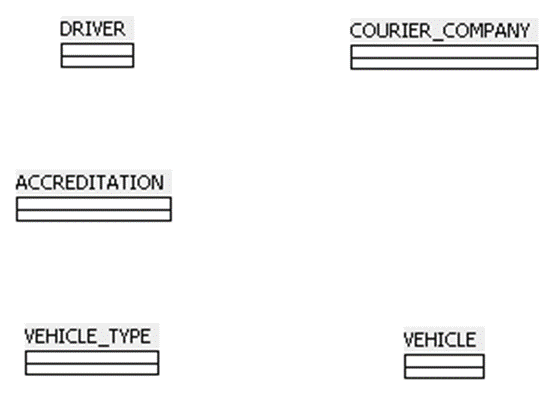 DRIVER
COURIER_COMPANY
ACCREDITATION
VEHICLE_TYPE
VEHICLE